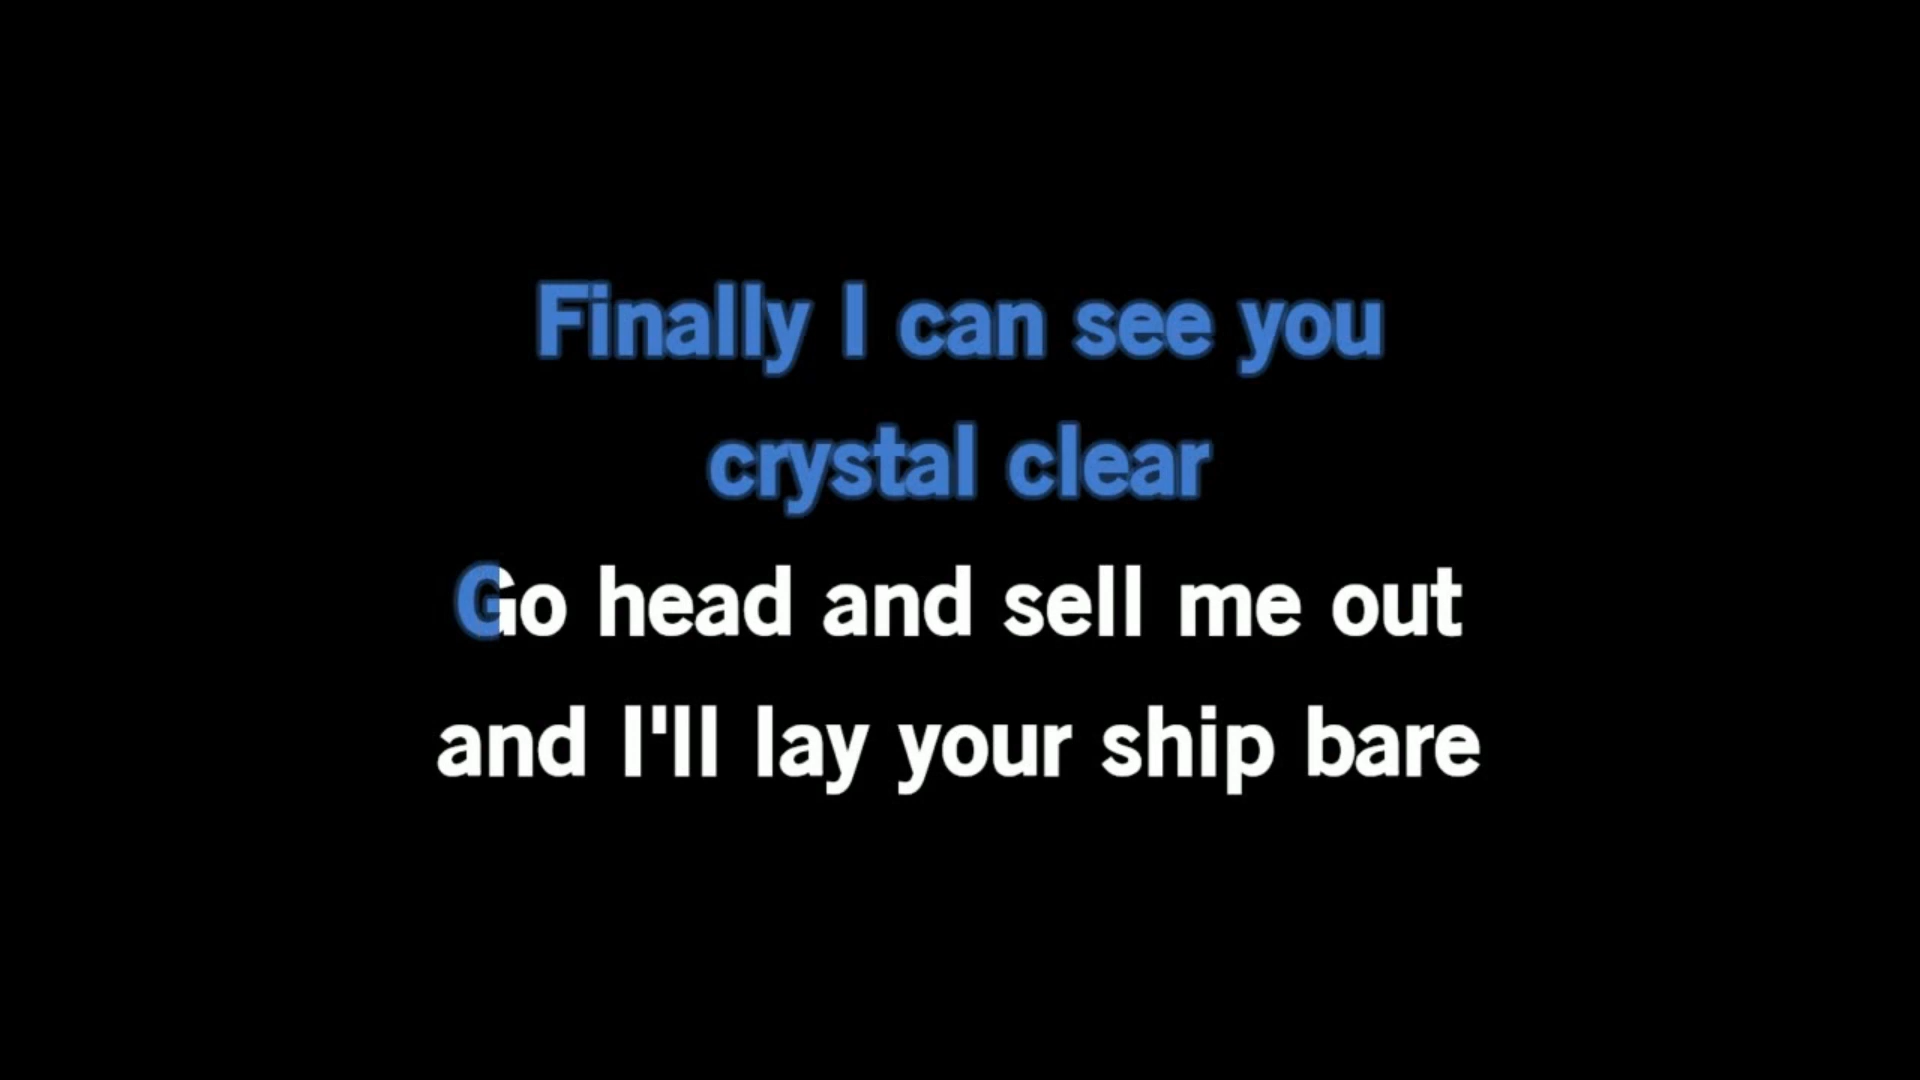 Finally I can see you
crystal clear
Go head and sell me out
and I'll lay your ship bare